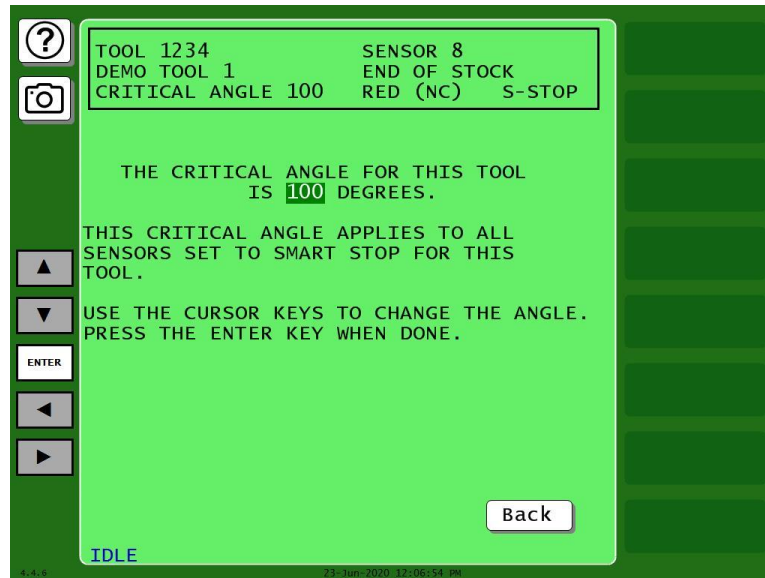 ?
TOOL 1234 SENSOR 8
DEMO TOOL 1 END OF STOCK
CRITICAL ANGLE 100 RED (NC) S-STOP
THE CRITICAL ANGLE FOR THIS TOOL
IS 100 DEGREES.
THIS CRITICAL ANGLE APPLIES TO ALL
SENSORS SET TO SMART STOP FOR THIS
TOOL.
USE THE CURSOR KEYS TO CHANGE THE ANGLE.
PRESS THE ENTER KEY WHEN DONE.
ENTER
Back
IDLE
4.4.6 23-Jun-2020 12:06:54 PM